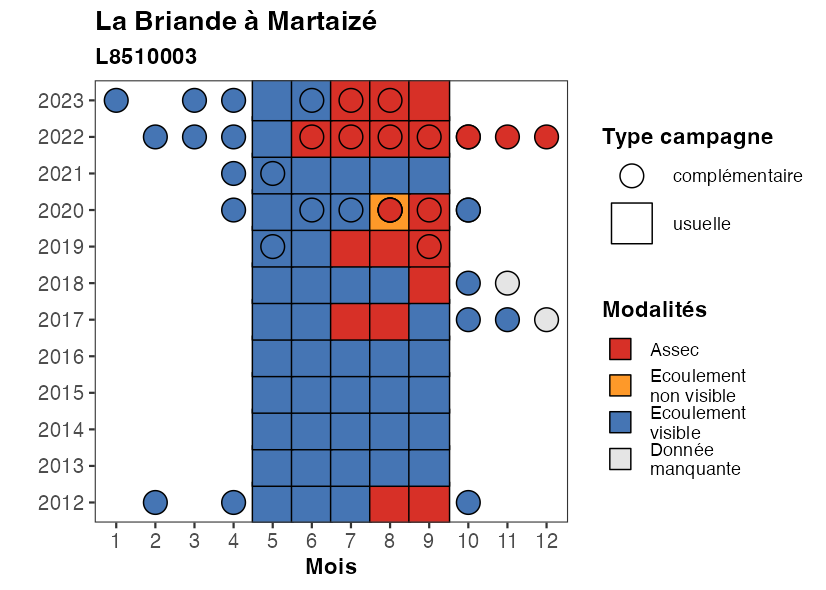 La Briande à Martaizé
L8510003
2023
2022
2021
2020
2019
2018
2017
2016
2015
2014
2013
2012
1 2 3 4 5 6 7 8 9 10 11 12
Mois
Type campagne
complémentaire
usuelle
Modalités
Assec
Ecoulement
non visible
Ecoulement
visible
Donnée
manquante